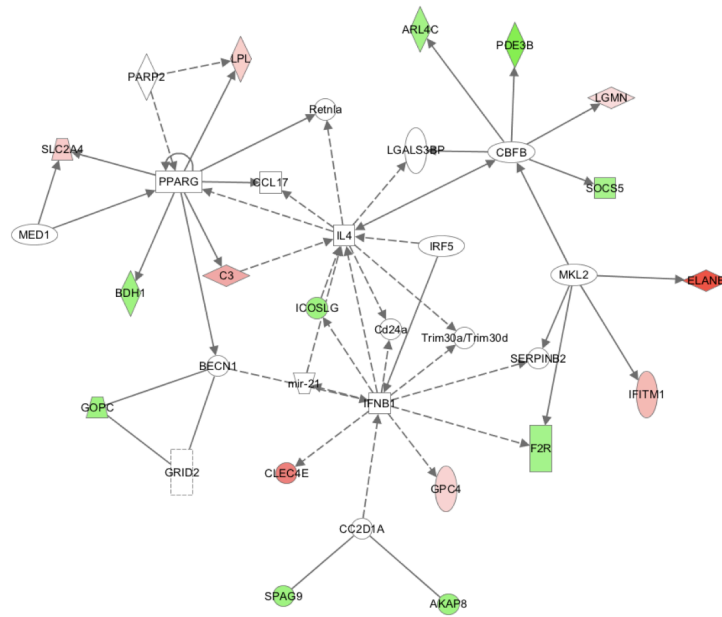 ARL4C
PDE3B
LPL
PARP2
LGMN
Retnla
SLC2A4
LGALS3BP
CBFB
PPARG
CCL17
SOCS5
MED1
IL4
IRF5
C3
MKL2
ELANE
BDH1
ICOSLG
Cd24a
Trim30a/Trim30d
SERPINB2
BECN1
mir-21
IFNB1
IFITM1
GOPC
F2R
GRID2
CLEC4E
GPC4
CC2D1A
SPAG9
AKAP8